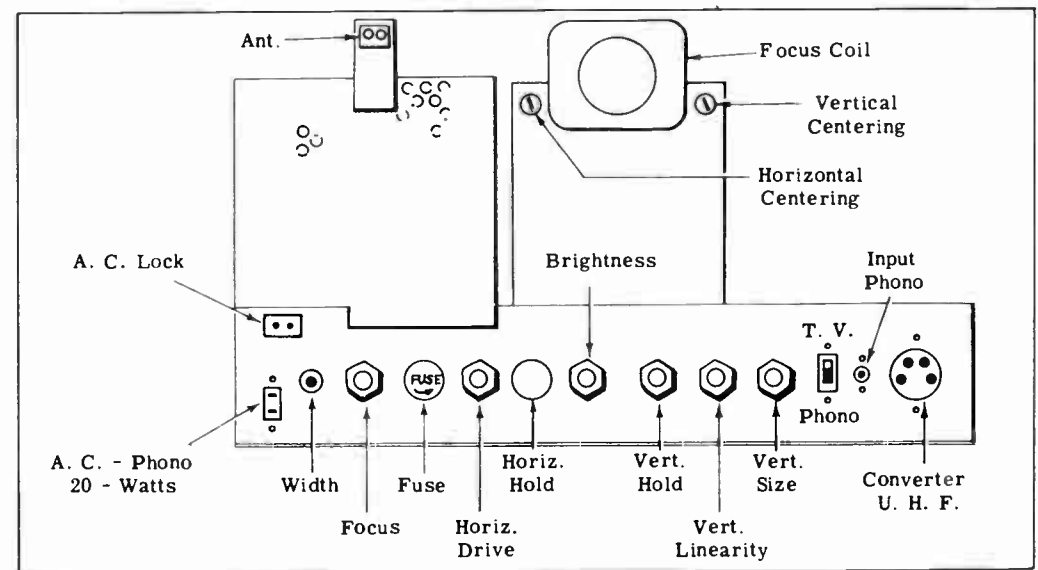 Ant.
Focus Coil
Vertical
Centering
Horizontal
Centering
A. C. Lock
Brightness
Input
Phono
T. V.
FUSE
Phono
A. C. - Phono
20 - Watts
Width
Focus
Fuse
Horiz.
Drive
Horiz.
Hold
Vert.
Hold
Vert.
Linearity
Vert.
Size
Converter
U. H. F.